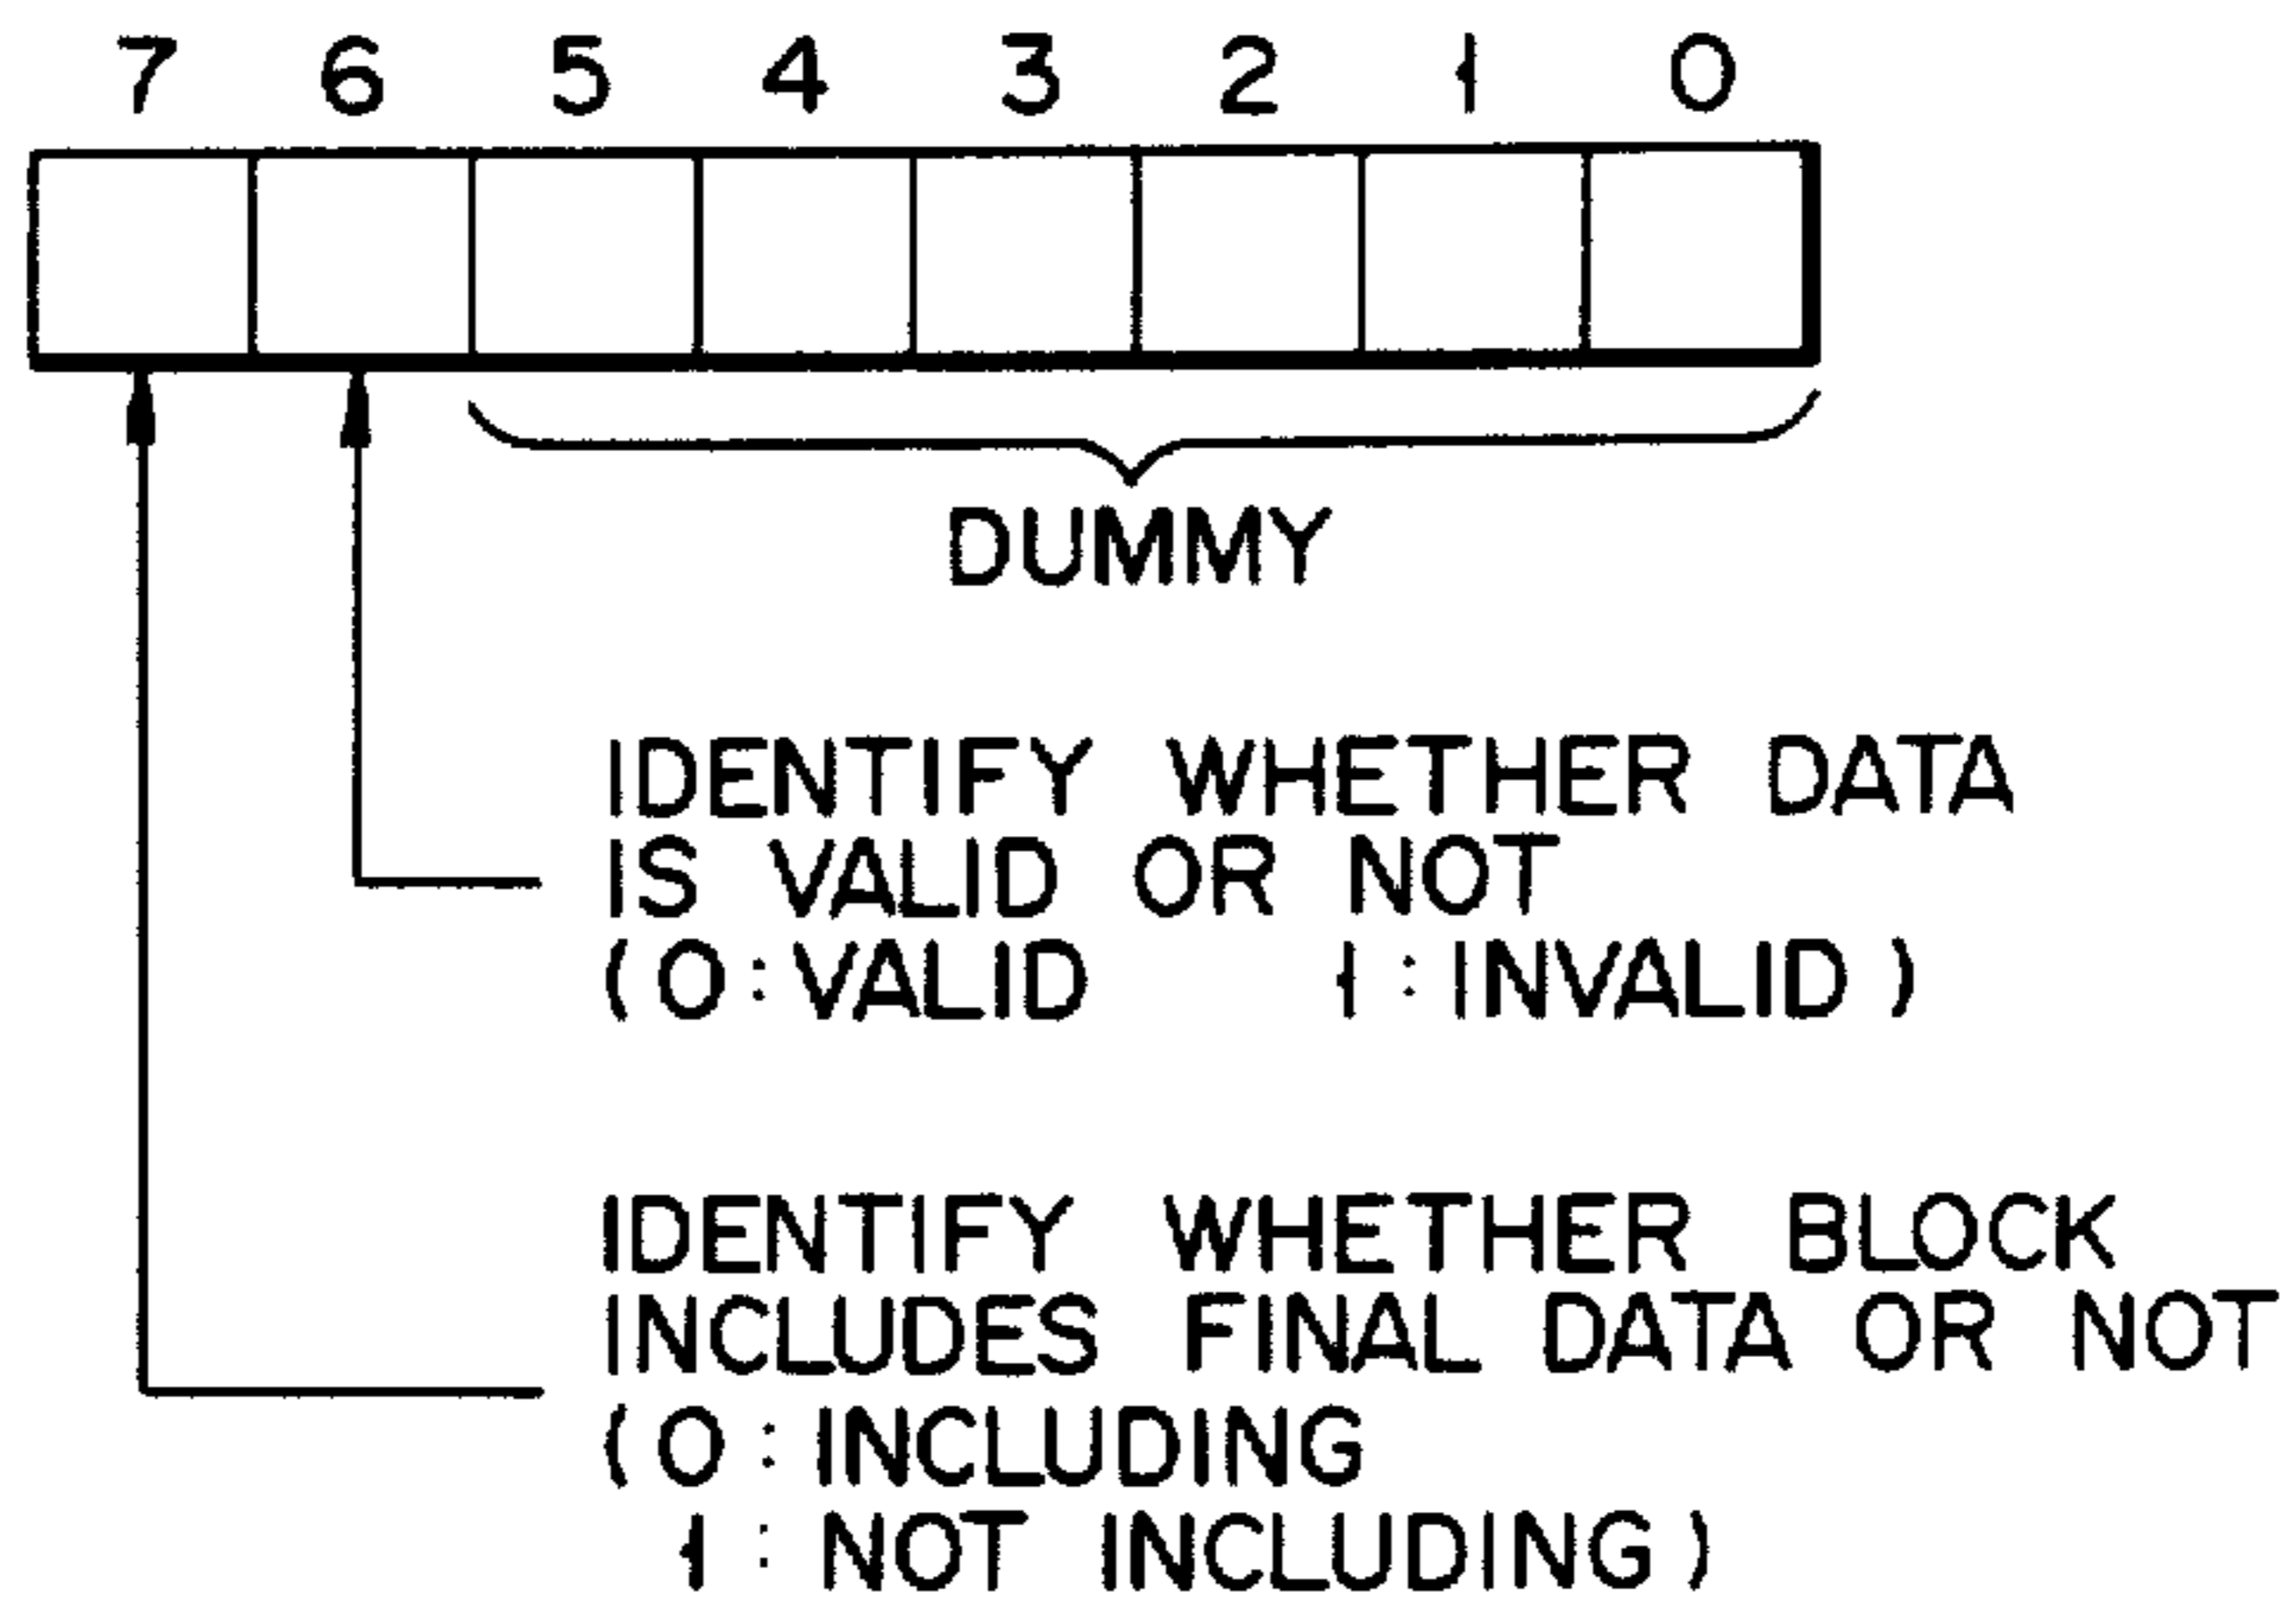 7 6 5 4 3 2 1 0
DUMMY
IDENTIFY WHETHER DATA
IS VALID OR NOT
(0:VALID 1:INVALID)
IDENTIFY WHETHER BLOCK
INCLUDES FINAL DATA OR NOT
(0: INCLUDING
1: NOT INCLUDING)